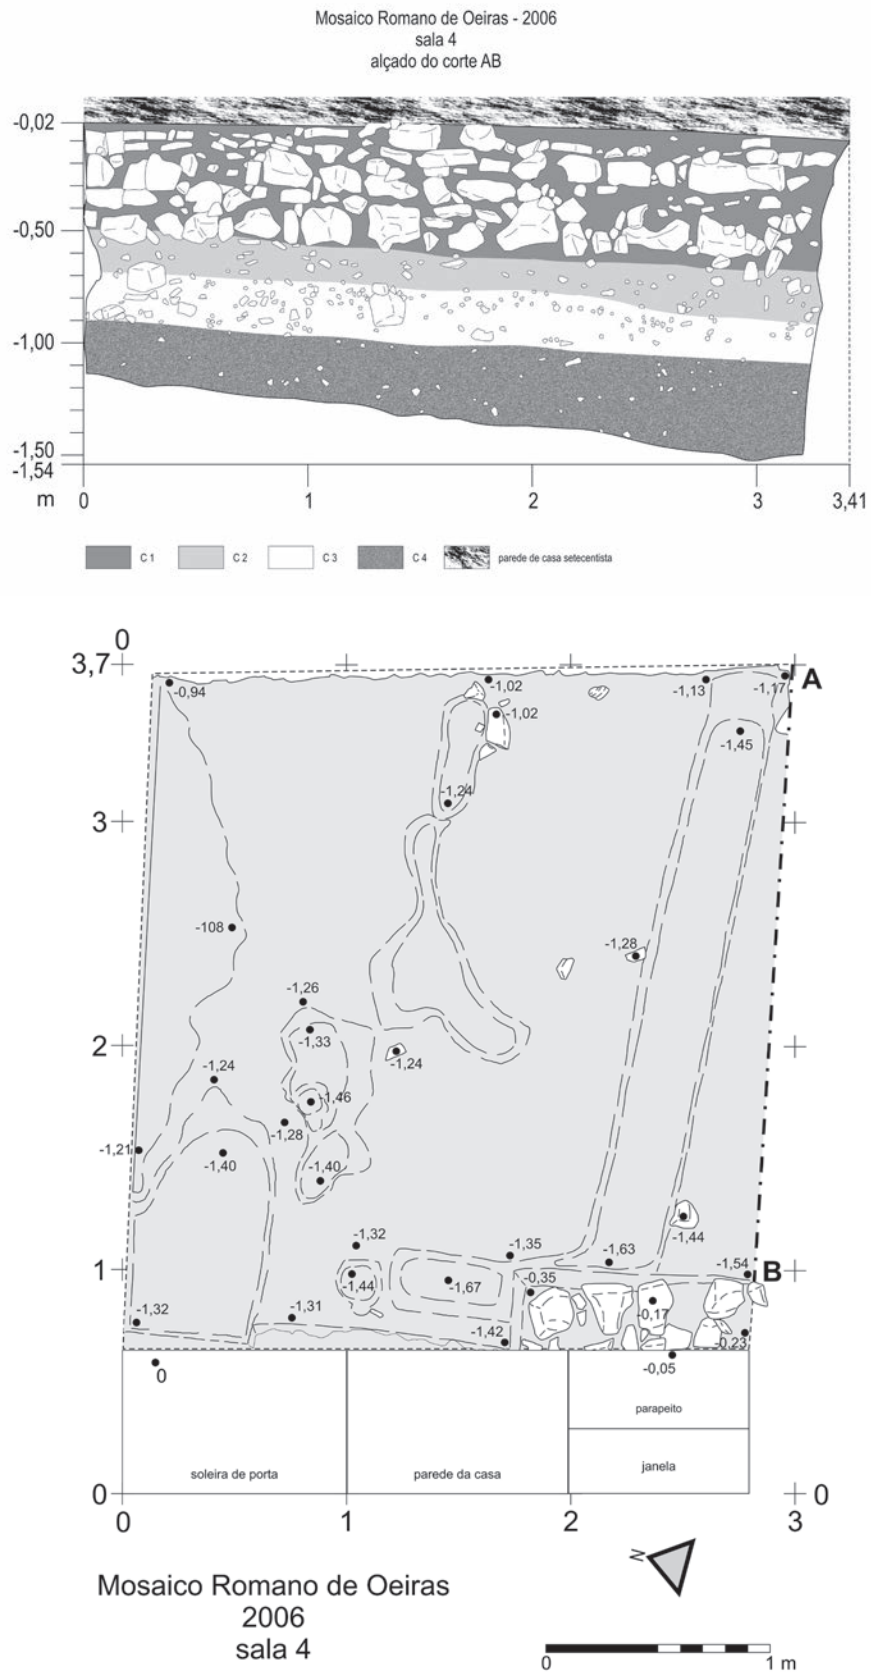 Mosaico Romano de Oeiras - 2006
sala 4
alçado do corte AB
-0,02
-0,50
-1,00
-1,50
-1,54
m 0 1 2 3 3,41
C 1 C 2 C 3 C 4 parede de casa setecentista
0
3,7
A
-0,94 -1,02 -1,13 -1,17
-1,02
-1,45
-1,24
3
-108
-1,28
-1,26
2
-1,33
-1,24
-1,24
-1,46
-1,28
-1,21
-1,40
-1,40
-1,44
-1,32
-1,35
-1,63
-1,54
1
B
-1,44
-1,67
-0,35
-0,17
-1,32
-1,31
-1,42
-0,23
-0,05
0
parapeito
soleira de porta
parede da casa
janela
0 0
0 1 2 3
N
Mosaico Romano de Oeiras
2006
sala 4
0 1 m